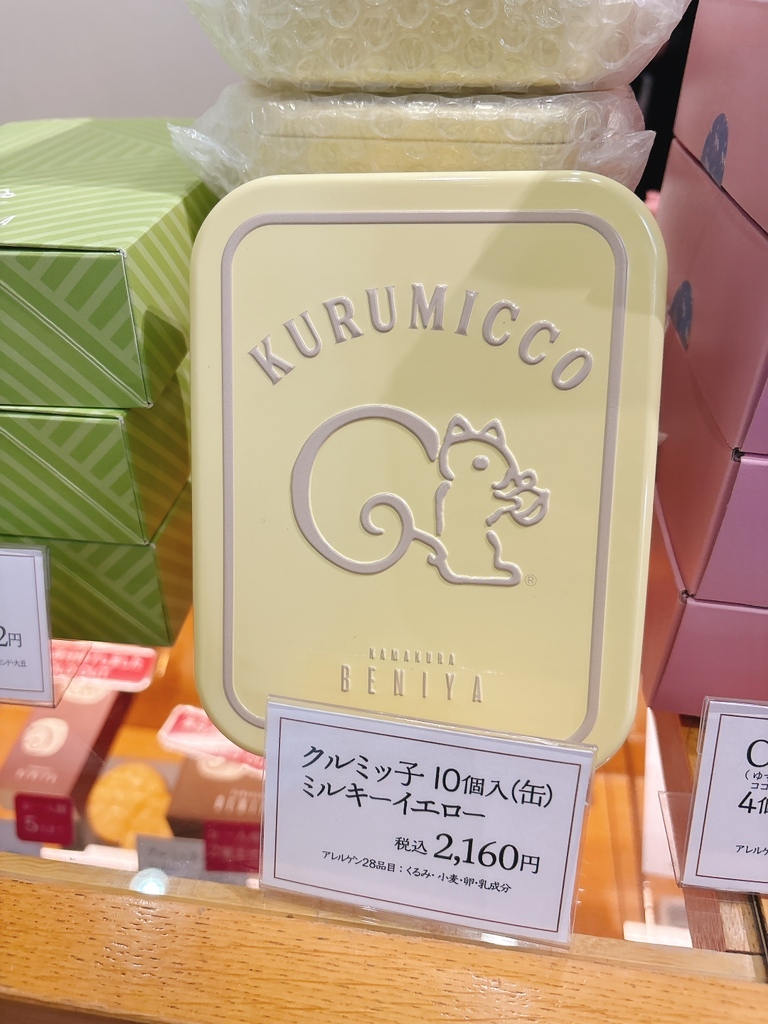 KURUMICCO
®
KAMAKURA
BENIYA
クルミッ子 10個入(缶)
ミルキーイエロー
税込 2,160円
アレルゲン28品目：くるみ・小麦・卵・乳成分
2円
4個